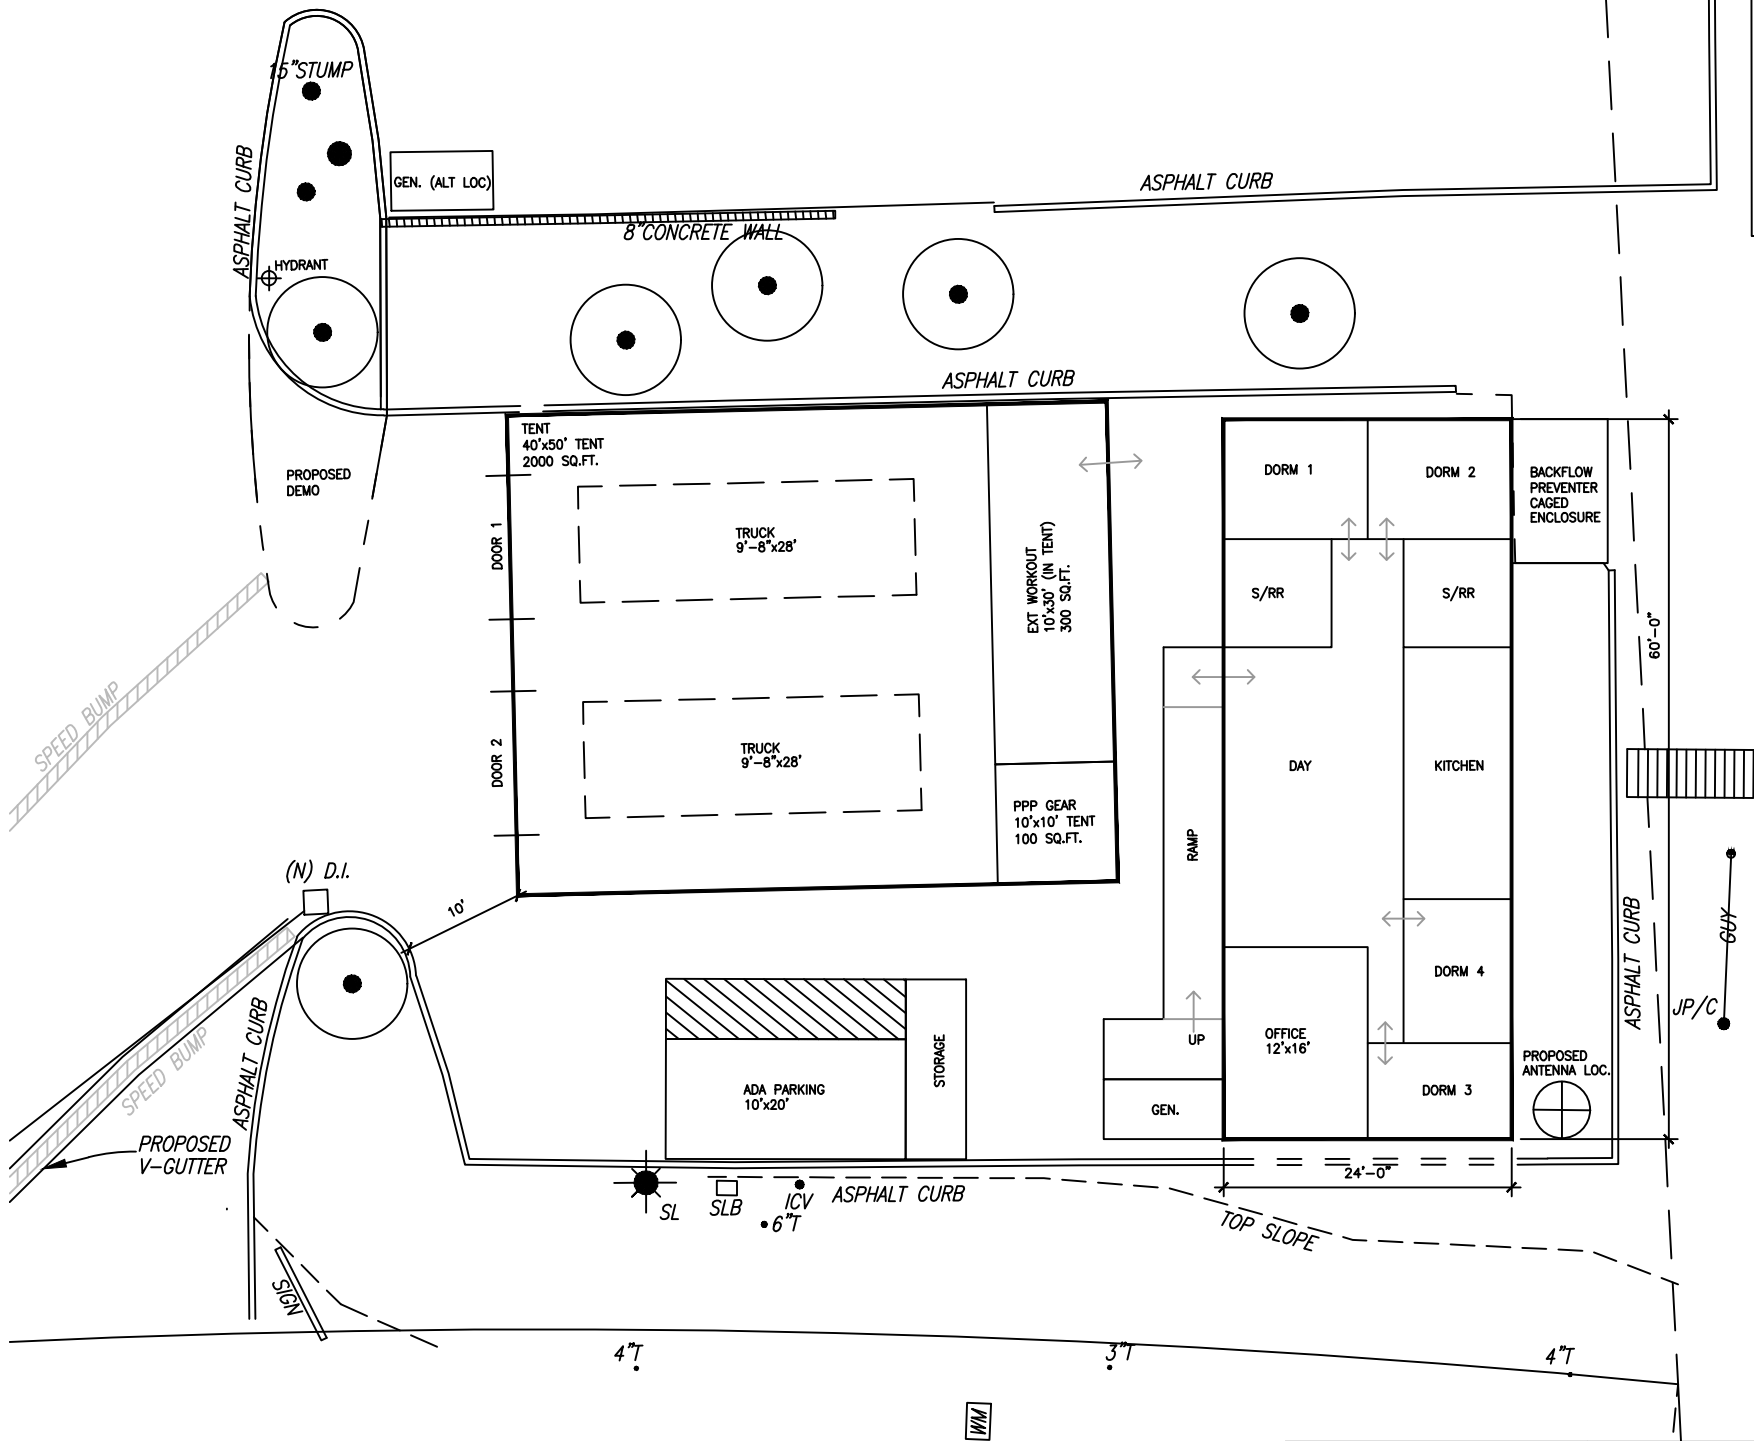 15"STUMP
ASPHALT CURB
GEN. (ALT LOC)
ASPHALT CURB
8"CONCRETE WALL
HYDRANT
ASPHALT CURB
TENT
40'x50' TENT
2000 SQ.FT.
PROPOSED
DEMO
DOOR 1
TRUCK
9'-8"x28'
EXT WORKOUT
10'x30' (IN TENT)
300 SQ.FT.
DORM 1
DORM 2
BACKFLOW
PREVENTER
CAGED
ENCLOSURE
S/RR
S/RR
60'-0"
SPEED BUMP
DOOR 2
TRUCK
9'-8"x28'
DAY
KITCHEN
PPP GEAR
10'x10' TENT
100 SQ.FT.
RAMP
(N) D.I.
10'
ASPHALT CURB
GUY
JP/C
DORM 4
ASPHALT CURB
SPEED BUMP
UP
OFFICE
12'x16'
STORAGE
ADA PARKING
10'x20'
PROPOSED
ANTENNA LOC.
DORM 3
GEN.
PROPOSED
V-GUTTER
24'-0"
SL
SLB
ICV
6"T
ASPHALT CURB
TOP SLOPE
SIGN
4"T
3"T
4"T
WM